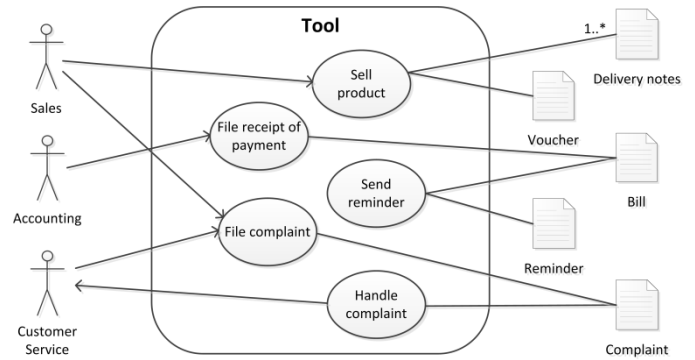 Tool
1..*
Sell
product
Delivery notes
Sales
Voucher
File receipt of
payment
Accounting
Send
reminder
Bill
File complaint
Reminder
Handle
complaint
Customer
Service
Complaint